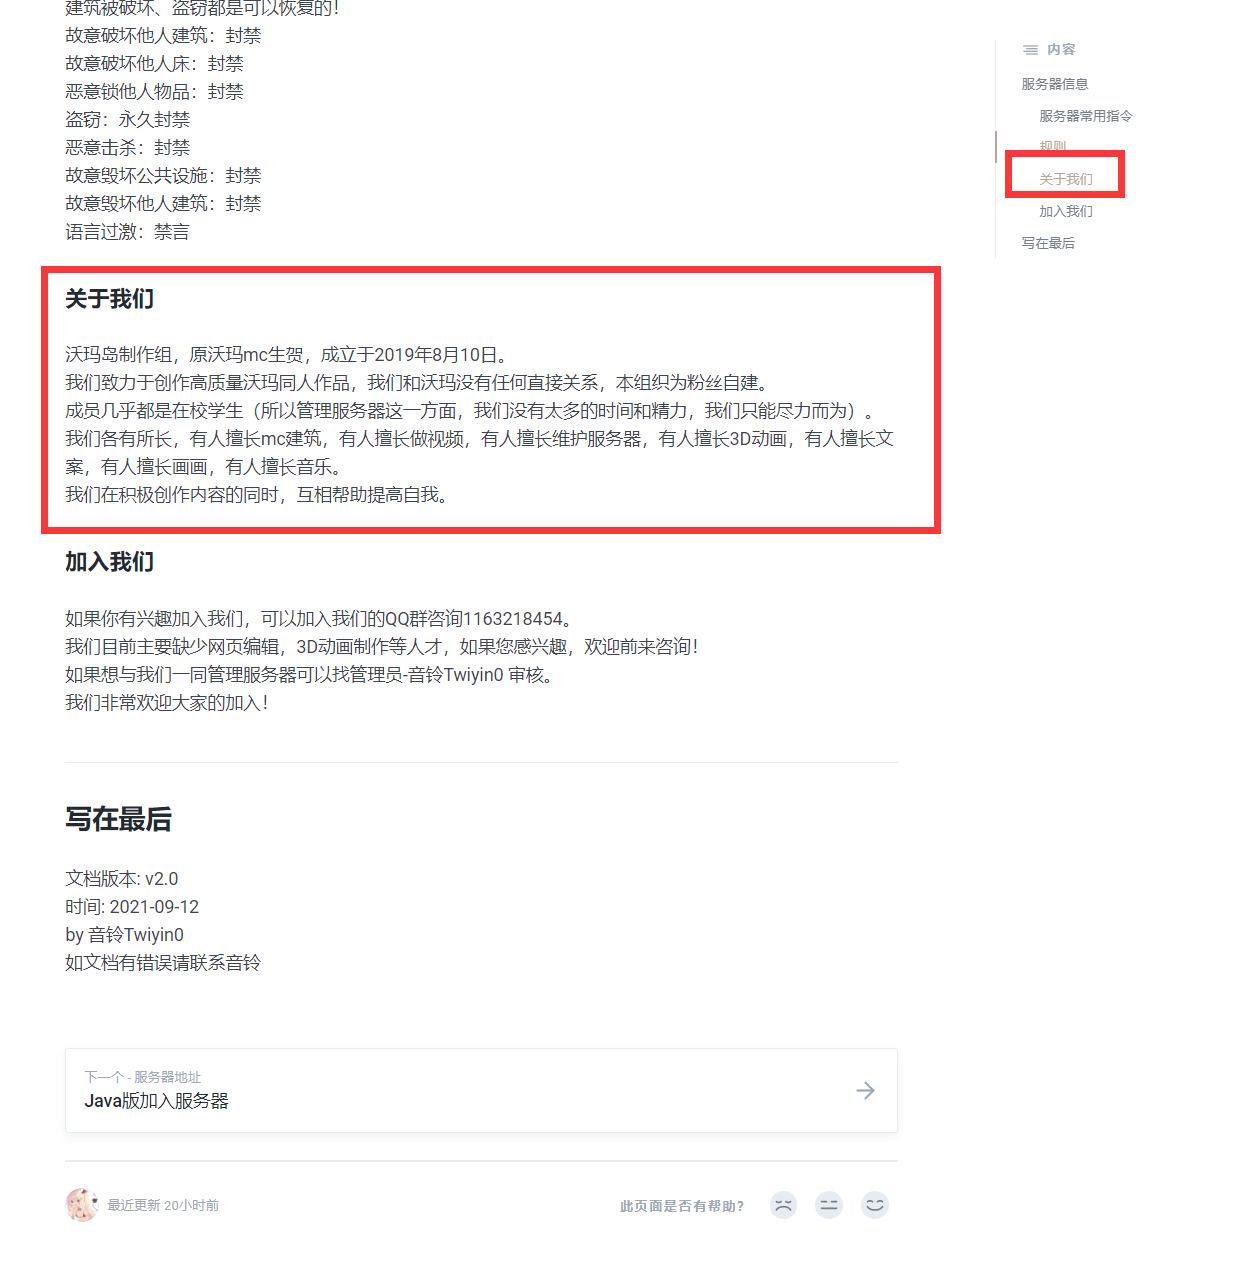 建筑被破坏、盗窃都是可以恢复的！
故意破坏他人建筑：封禁
故意破坏他人床：封禁
恶意锁他人物品：封禁
盗窃：永久封禁
恶意击杀：封禁
故意毁坏公共设施：封禁
故意毁坏他人建筑：封禁
语言过激：禁言
关于我们
沃玛岛制作组，原沃玛mc生贺，成立于2019年8月10日。
我们致力于创作高质量沃玛同人作品，我们和沃玛没有任何直接关系，本组织为粉丝自建。
成员几乎都是在校学生（所以管理服务器这一方面，我们没有太多的时间和精力，我们只能尽力而为）。
我们各有所长，有人擅长mc建筑，有人擅长做视频，有人擅长维护服务器，有人擅长3D动画，有人擅长文
案，有人擅长画画，有人擅长音乐。
我们在积极创作内容的同时，互相帮助提高自我。
加入我们
如果你有兴趣加入我们，可以加入我们的QQ群咨询1163218454。
我们目前主要缺少网页编辑，3D动画制作等人才，如果您感兴趣，欢迎前来咨询！
如果想与我们一同管理服务器可以找管理员-音铃Twiyin0 审核。
我们非常欢迎大家的加入！
写在最后
文档版本: v2.0
时间: 2021-09-12
by 音铃Twiyin0
如文档有错误请联系音铃
下一个 - 服务器地址
Java版加入服务器
最近更新 20小时前
此页面是否有帮助？
内容
服务器信息
服务器常用指令
规则
关于我们
加入我们
写在最后